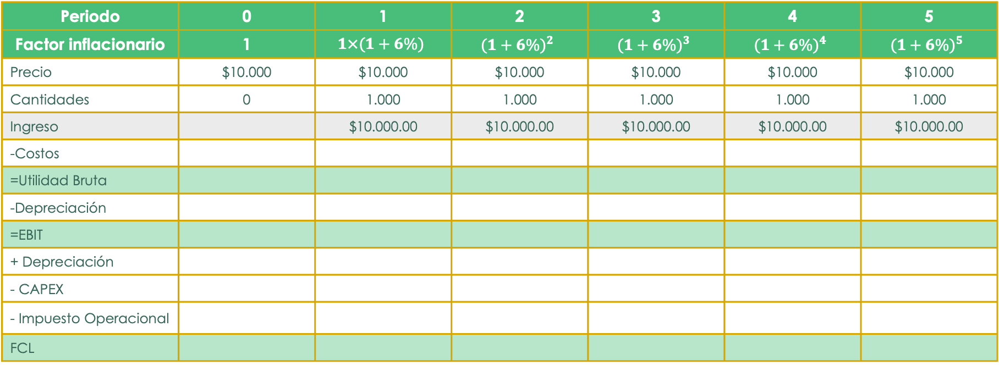 Periodo 0 1 2 3 4 5
Factor inflacionario 1 1×(1 + 6%) (1 + 6%)² (1 + 6%)³ (1 + 6%)⁴ (1 + 6%)⁵
Precio $10.000 $10.000 $10.000 $10.000 $10.000 $10.000
Cantidades 0 1.000 1.000 1.000 1.000 1.000
Ingreso $10.000.00 $10.000.00 $10.000.00 $10.000.00 $10.000.00
-Costos
=Utilidad Bruta
-Depreciación
=EBIT
+ Depreciación
- CAPEX
- Impuesto Operacional
FCL